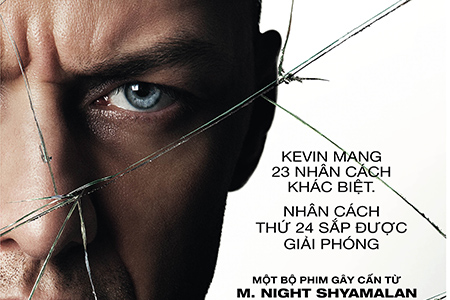 KEVIN MANG
23 NHÂN CÁCH
KHÁC BIỆT.
NHÂN CÁCH
THỨ 24 SẮP ĐƯỢC
GIẢI PHÓNG
MỘT BỘ PHIM GÂY CẤN TỪ
M. NIGHT SHYAMALAN